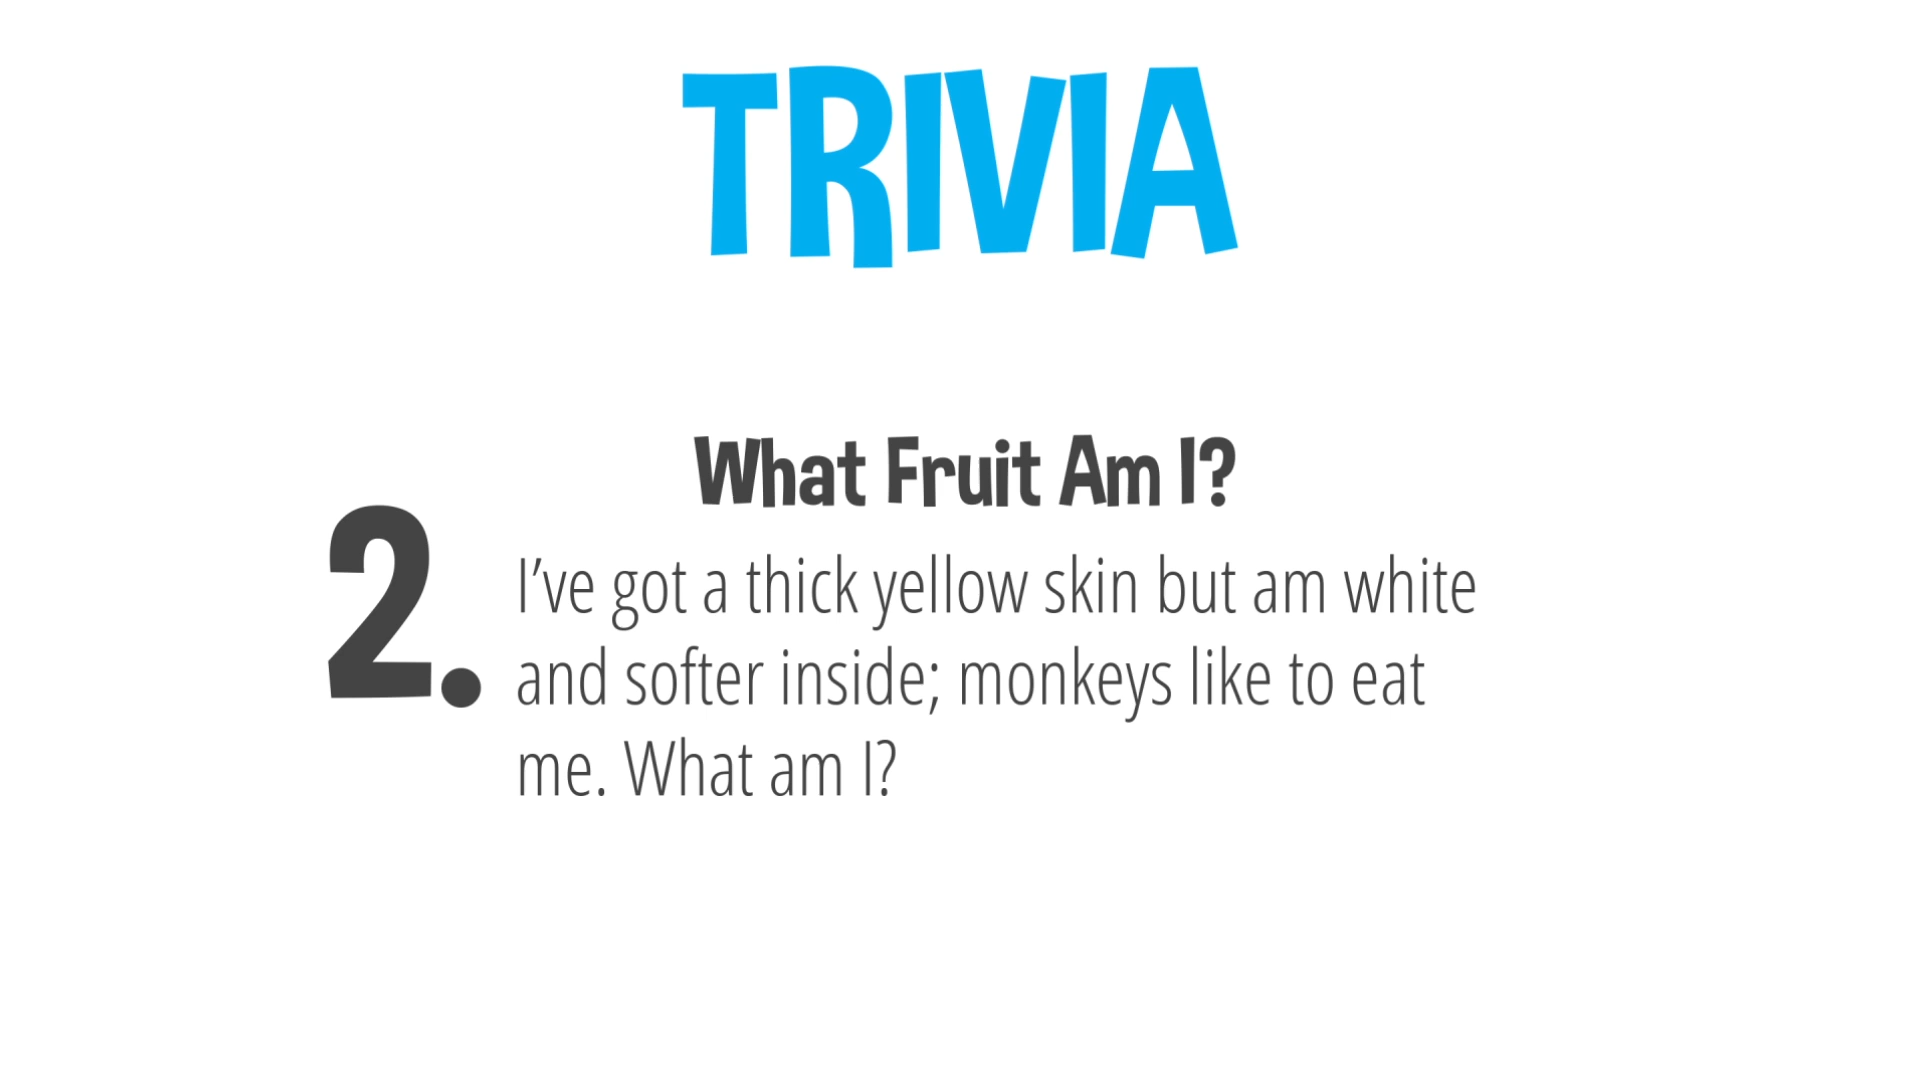 TRIVIA
What Fruit Am I?
2.
I’ve got a thick yellow skin but am white
and softer inside; monkeys like to eat
me. What am I?